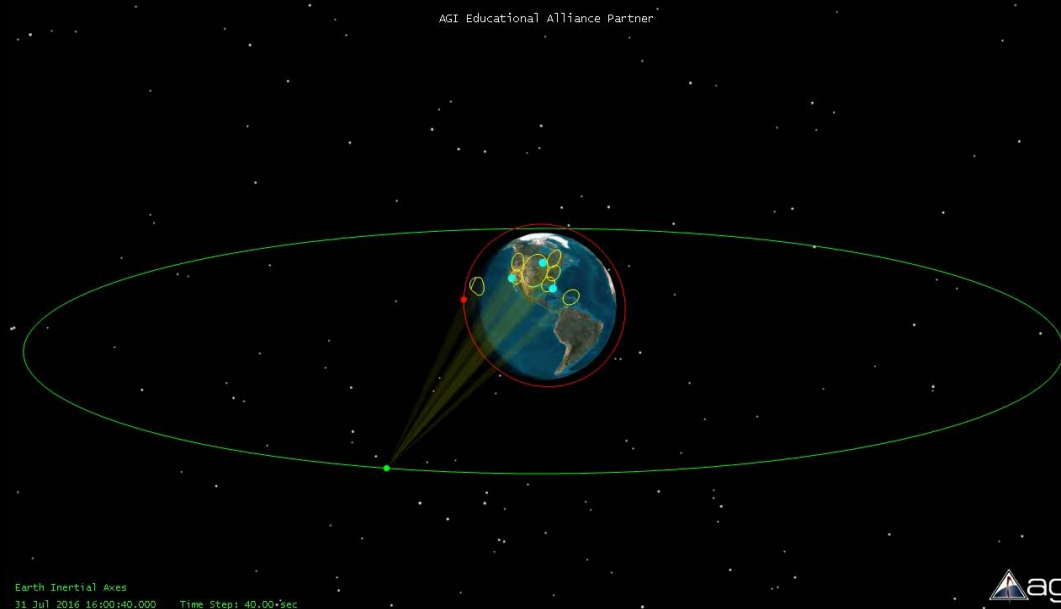 AGI Educational Alliance Partner
Earth Inertial Axes
31 Jul 2016 16:00:40.000 Time Step: 40.00 sec
ag